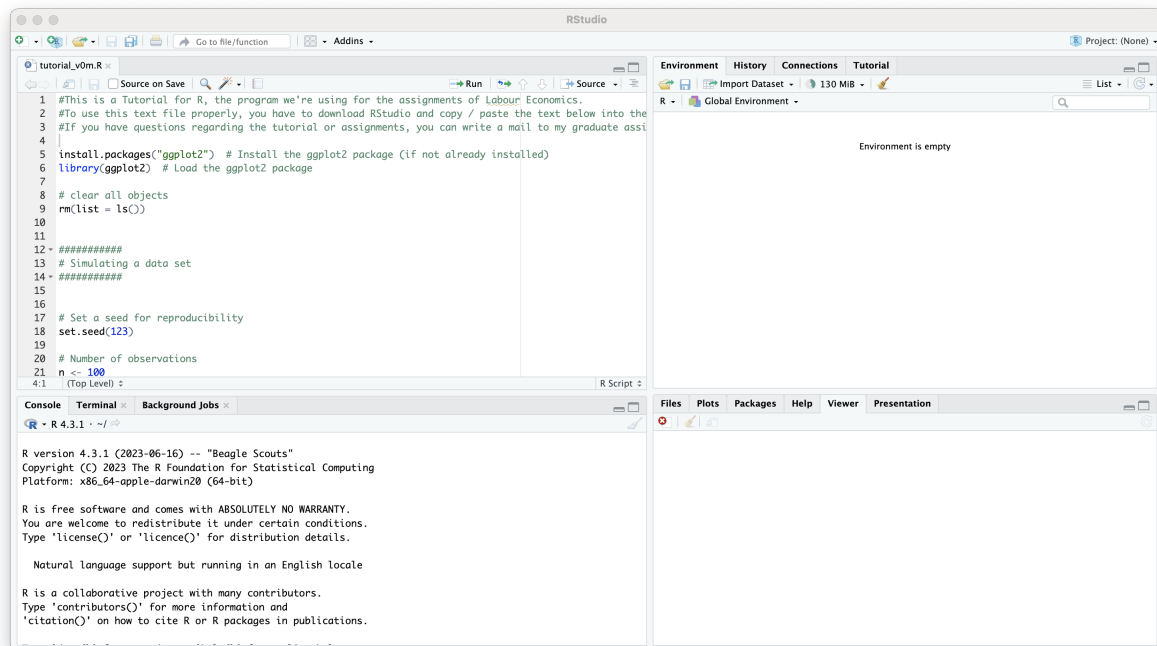 RStudio
Go to file/function
Addins
Project: (None)
tutorial_v0m.R
Source on Save
Run
Source
1 #This is a Tutorial for R, the program we're using for the assignments of Labour Economics.
2 #To use this text file properly, you have to download RStudio and copy / paste the text below into the
3 #If you have questions regarding the tutorial or assignments, you can write a mail to my graduate assi
4
5 install.packages("ggplot2")  # Install the ggplot2 package (if not already installed)
6 library(ggplot2)  # Load the ggplot2 package
7
8 # clear all objects
9 rm(list = ls())
10
11
12 ###########
13 # Simulating a data set
14 ###########
15
16
17 # Set a seed for reproducibility
18 set.seed(123)
19
20 # Number of observations
21 n <- 100
4:1 (Top Level) R Script
Console Terminal Background Jobs
R 4.3.1 · ~/
R version 4.3.1 (2023-06-16) -- "Beagle Scouts"
Copyright (C) 2023 The R Foundation for Statistical Computing
Platform: x86_64-apple-darwin20 (64-bit)
R is free software and comes with ABSOLUTELY NO WARRANTY.
You are welcome to redistribute it under certain conditions.
Type 'license()' or 'licence()' for distribution details.
Natural language support but running in an English locale
R is a collaborative project with many contributors.
Type 'contributors()' for more information and
'citation()' on how to cite R or R packages in publications.
Environment History Connections Tutorial
Import Dataset 130 MiB List
R Global Environment
Environment is empty
Files Plots Packages Help Viewer Presentation